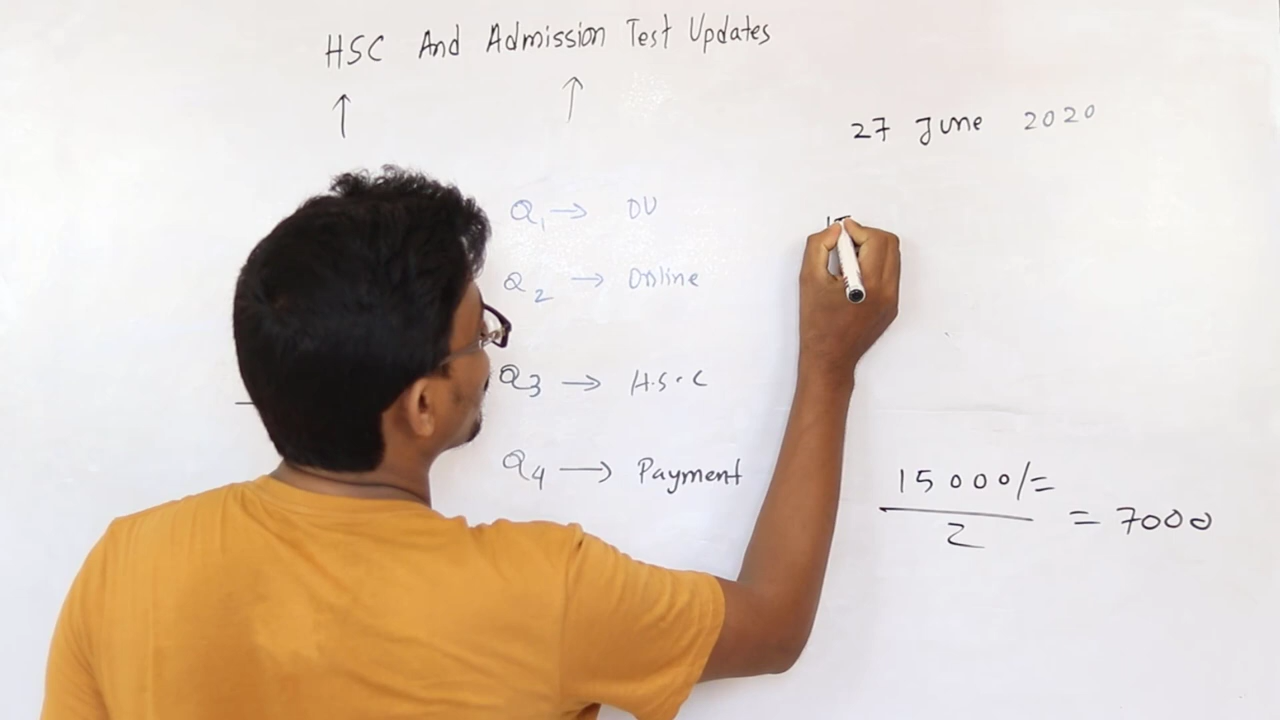 HSC And Admission Test Updates
↑ ↑
27 June 2020
Q1 → DU
Q2 → Online
Q3 → H.S.C
Q4 → Payment
15000/=
2
= 7000